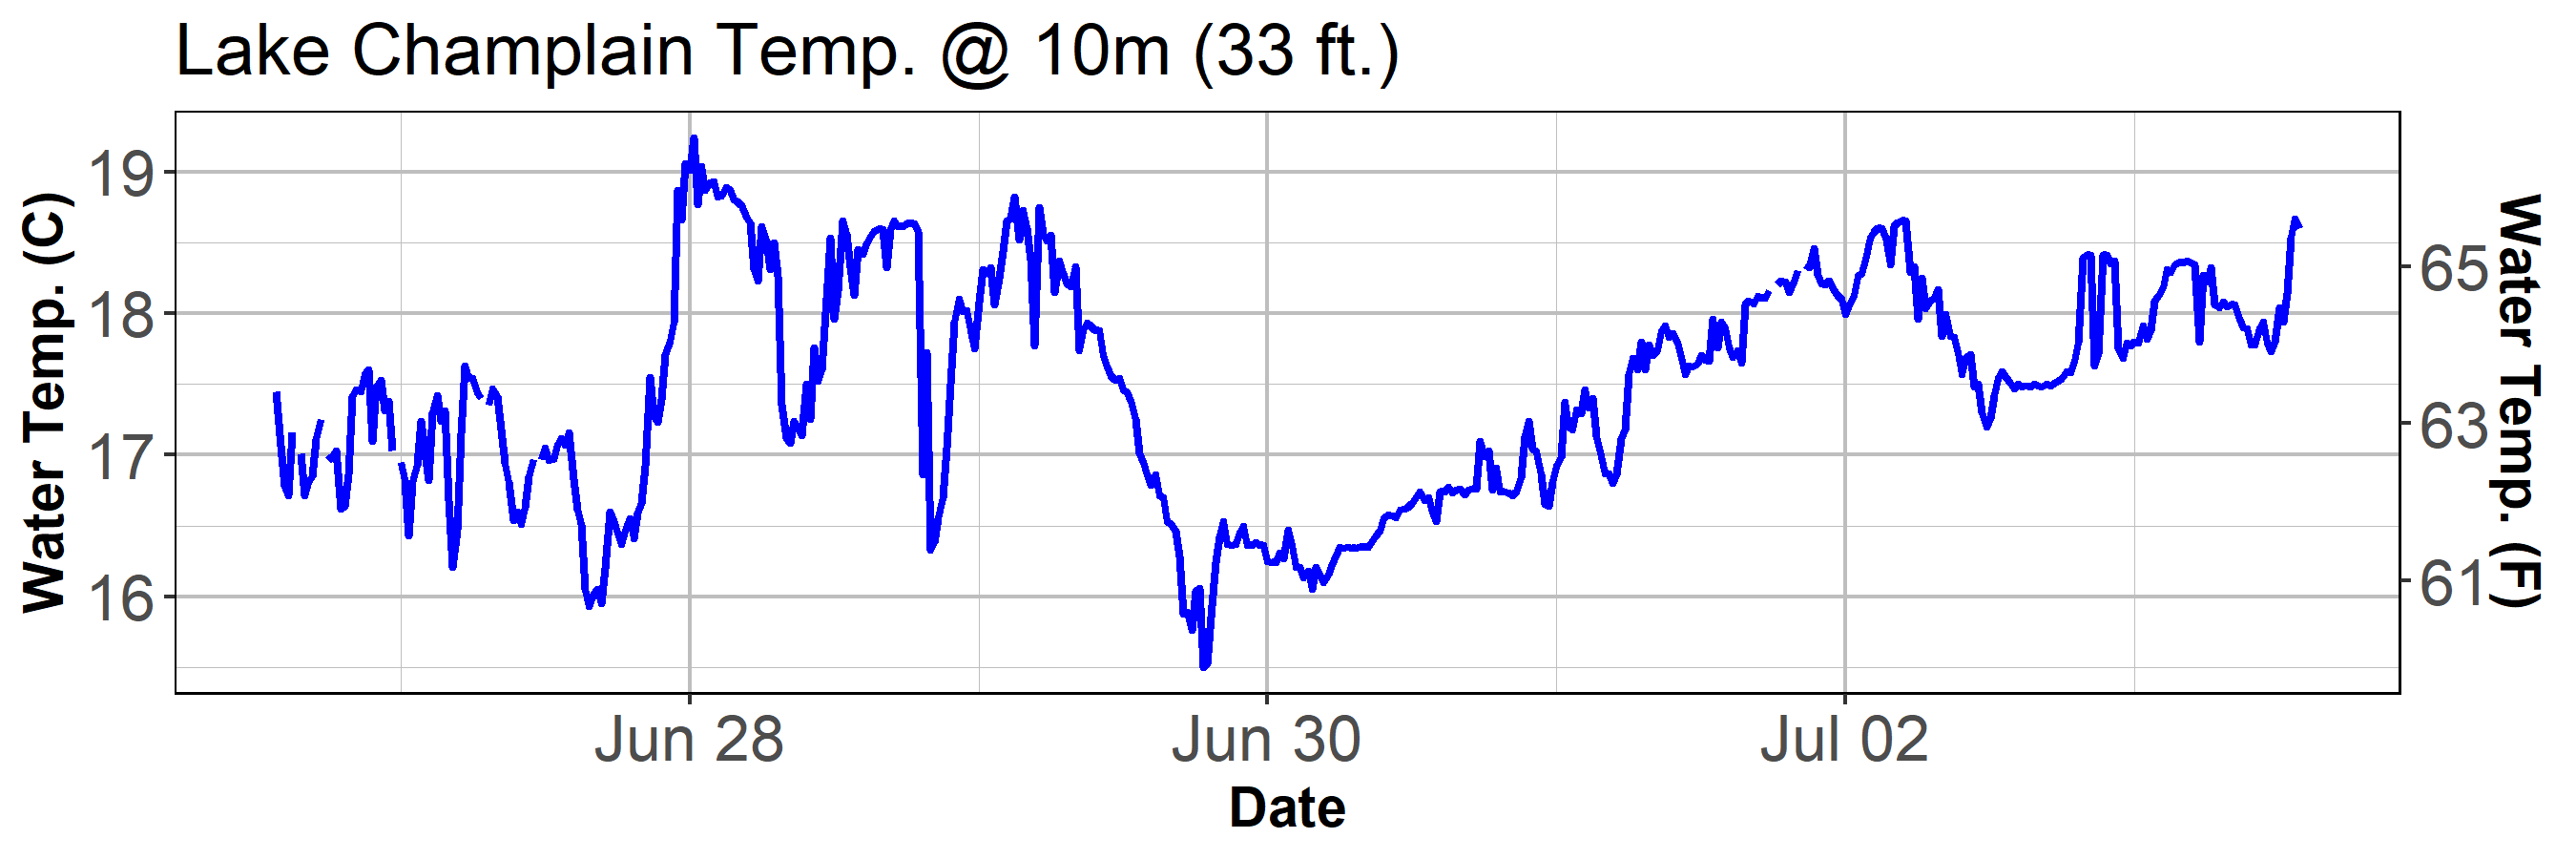 Lake Champlain Temp. @ 10m (33 ft.)
Water Temp. (C)
19
18
17
16
65
63
61
Water Temp. (F)
Jun 28
Jun 30
Jul 02
Date